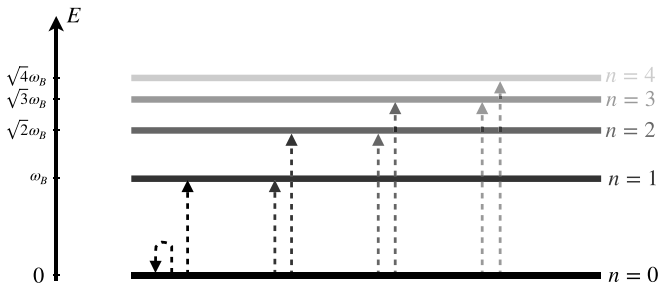 E
√4ω_B n = 4
√3ω_B n = 3
√2ω_B n = 2
ω_B n = 1
0 n = 0